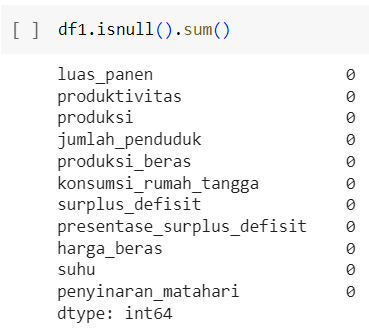 [ ] df1.isnull().sum()
luas_panen 0
produktivitas 0
produksi 0
jumlah_penduduk 0
produksi_beras 0
konsumsi_rumah_tangga 0
surplus_defisit 0
presentase_surplus_defisit 0
harga_beras 0
suhu 0
penyinaran_matahari 0
dtype: int64